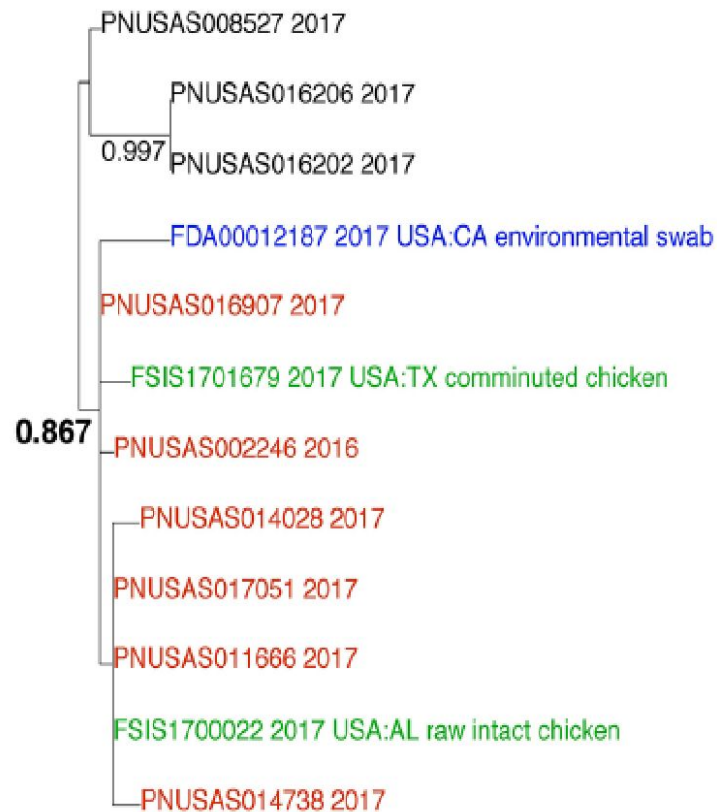 PNUSAS008527 2017
PNUSAS016206 2017
0.997
PNUSAS016202 2017
FDA00012187 2017 USA:CA environmental swab
PNUSAS016907 2017
FSIS1701679 2017 USA:TX comminuted chicken
0.867
PNUSAS002246 2016
PNUSAS014028 2017
PNUSAS017051 2017
PNUSAS011666 2017
FSIS1700022 2017 USA:AL raw intact chicken
PNUSAS014738 2017